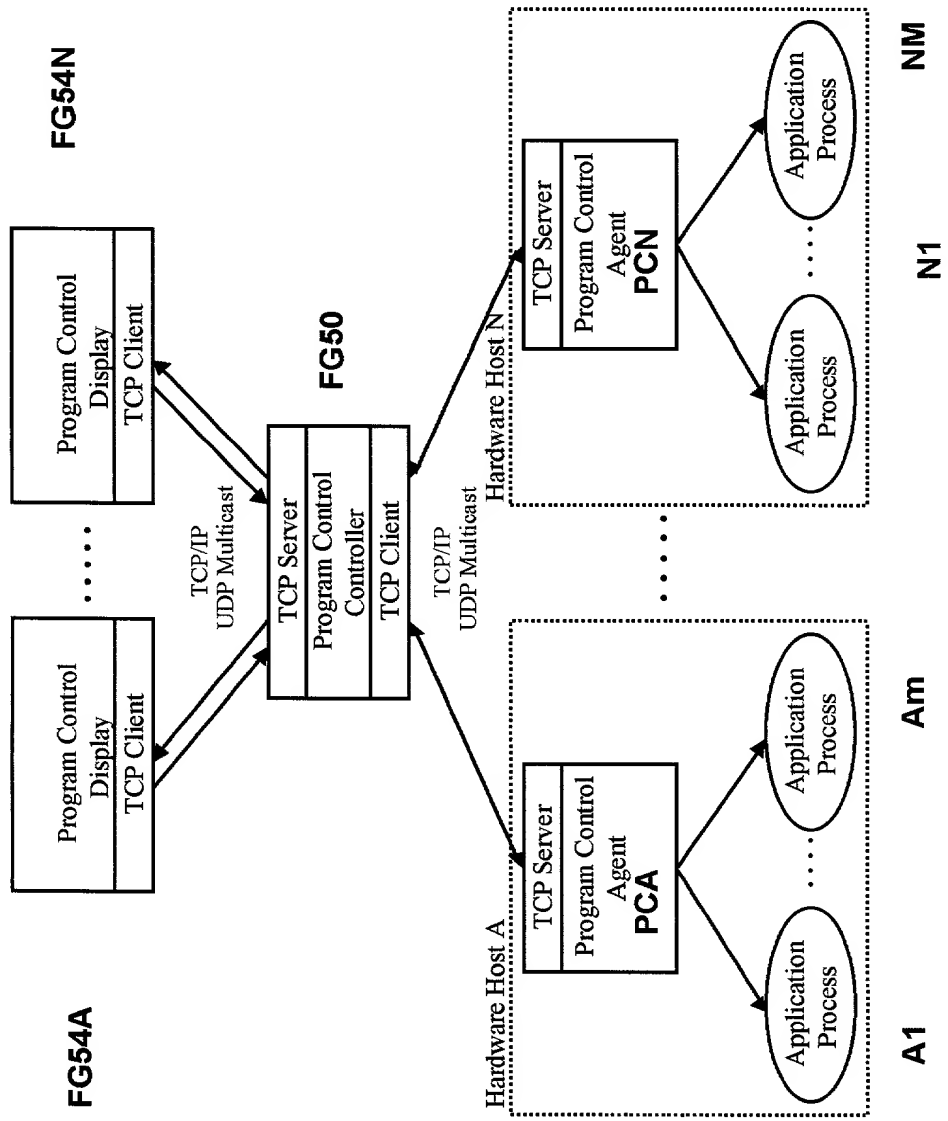 FG54A
FG54N
Program Control
Display
TCP Client
.....
Program Control
Display
TCP Client
TCP/IP
UDP Multicast
FG50
TCP Server
Program Control
Controller
TCP Client
TCP/IP
UDP Multicast
Hardware Host A
TCP Server
Program Control
Agent
PCA
Application
Process
.....
Application
Process
A1
Am
.....
Hardware Host N
TCP Server
Program Control
Agent
PCN
Application
Process
.....
Application
Process
N1
NM